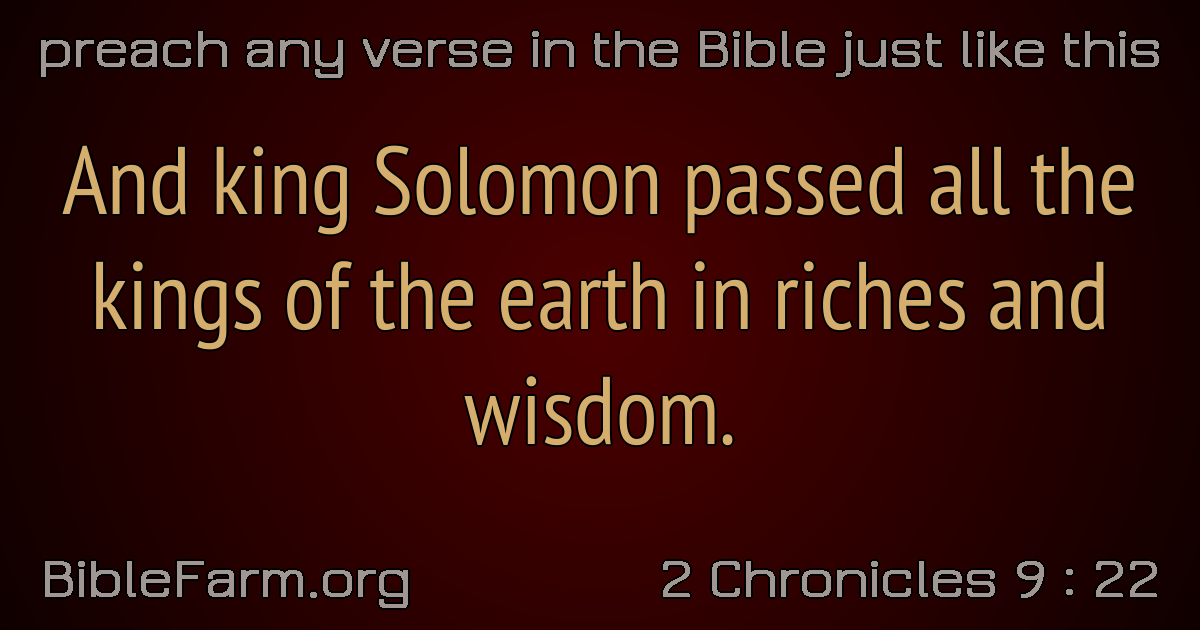 preach any verse in the Bible just like this
And king Solomon passed all the
kings of the earth in riches and
wisdom.
BibleFarm.org
2 Chronicles 9 : 22